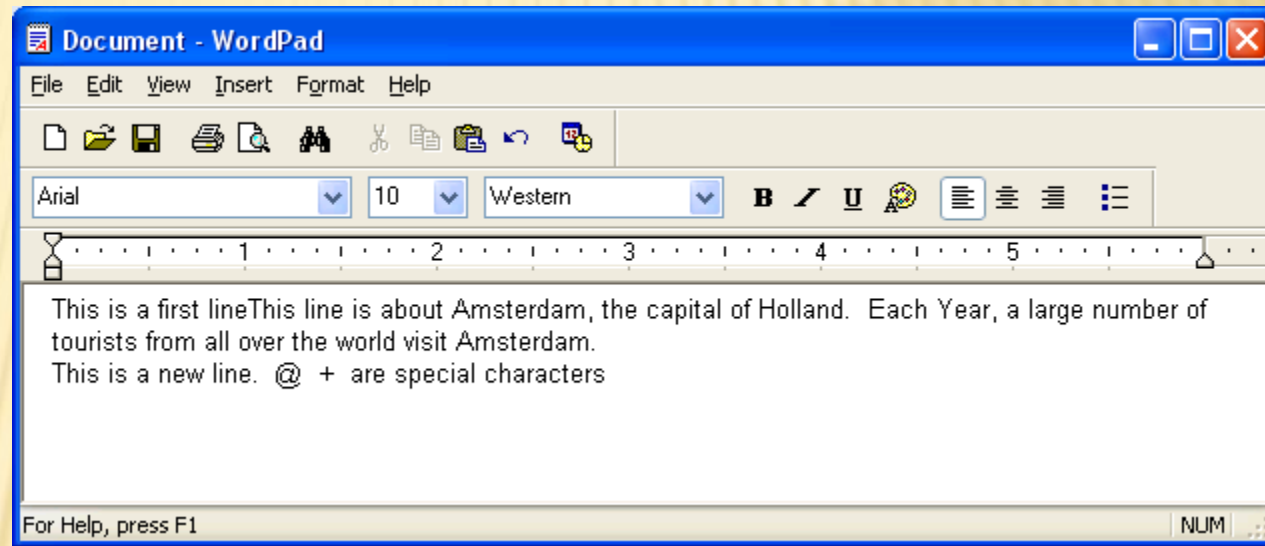 Document - WordPad
File Edit View Insert Format Help
Arial 10 Western B I U
1 2 3 4 5
This is a first lineThis line is about Amsterdam, the capital of Holland.  Each Year, a large number of
tourists from all over the world visit Amsterdam.
This is a new line.  @  +  are special characters
For Help, press F1 NUM